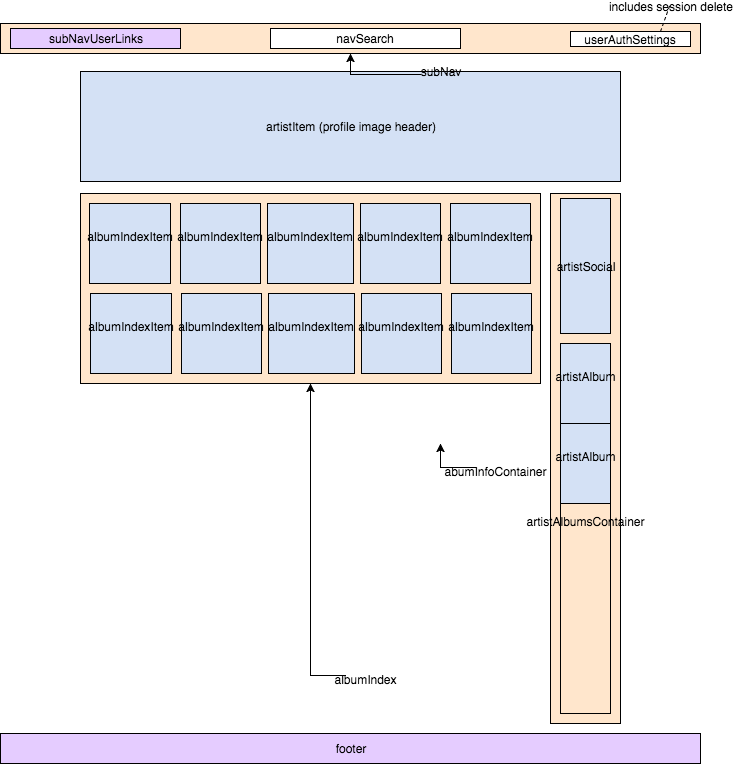 includes session delete
subNavUserLinks
navSearch
userAuthSettings
subNav
artistItem (profile image header)
albumIndexItem
albumIndexItem
albumIndexItem
albumIndexItem
albumIndexItem
artistSocial
albumIndexItem
albumIndexItem
albumIndexItem
albumIndexItem
albumIndexItem
artistAlbum
artistAlbum
abumInfoContainer
artistAlbumsContainer
albumIndex
footer